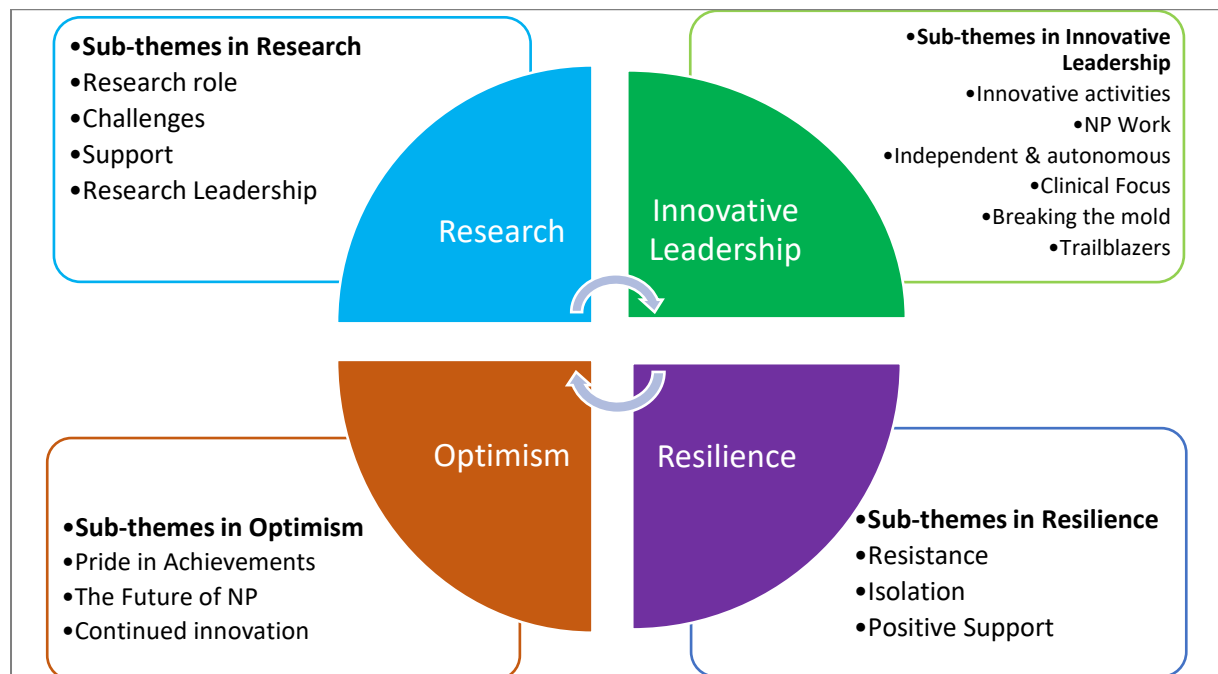 •Sub-themes in Research
•Research role
•Challenges
•Support
•Research Leadership
•Sub-themes in Innovative
Leadership
•Innovative activities
•NP Work
•Independent & autonomous
•Clinical Focus
•Breaking the mold
•Trailblazers
Research
Innovative
Leadership
Optimism
Resilience
•Sub-themes in Optimism
•Pride in Achievements
•The Future of NP
•Continued innovation
•Sub-themes in Resilience
•Resistance
•Isolation
•Positive Support